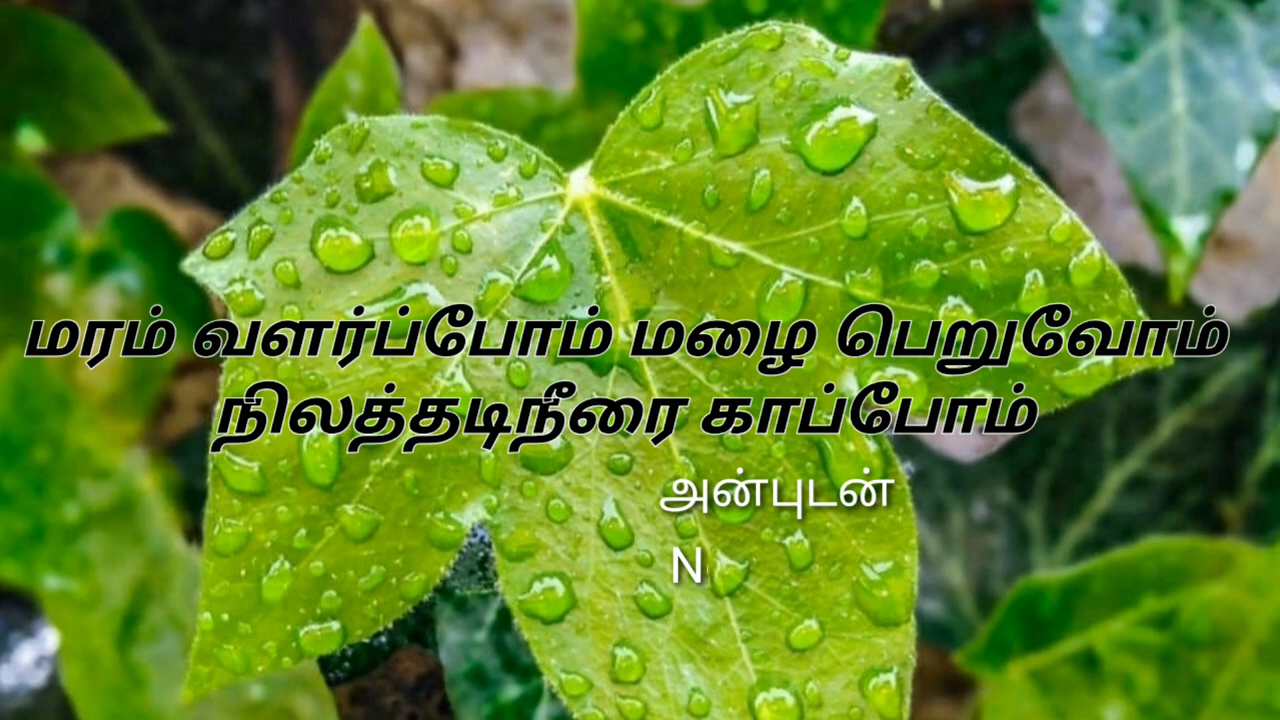 மரம் வளர்ப்போம் மழை பெறுவோம்
நிலத்தடிநீரை காப்போம்
அன்புடன்
N